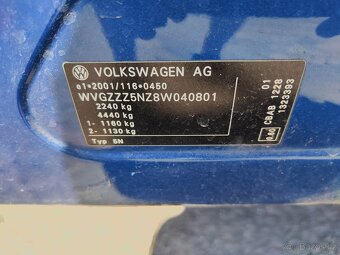 VOLKSWAGEN AG
e1*2001/116*0450
WVGZZZ5NZ8W040801
2240 kg
4440 kg
1- 1160 kg
2- 1130 kg
Typ 5N
01
CBAB 1228
1323393